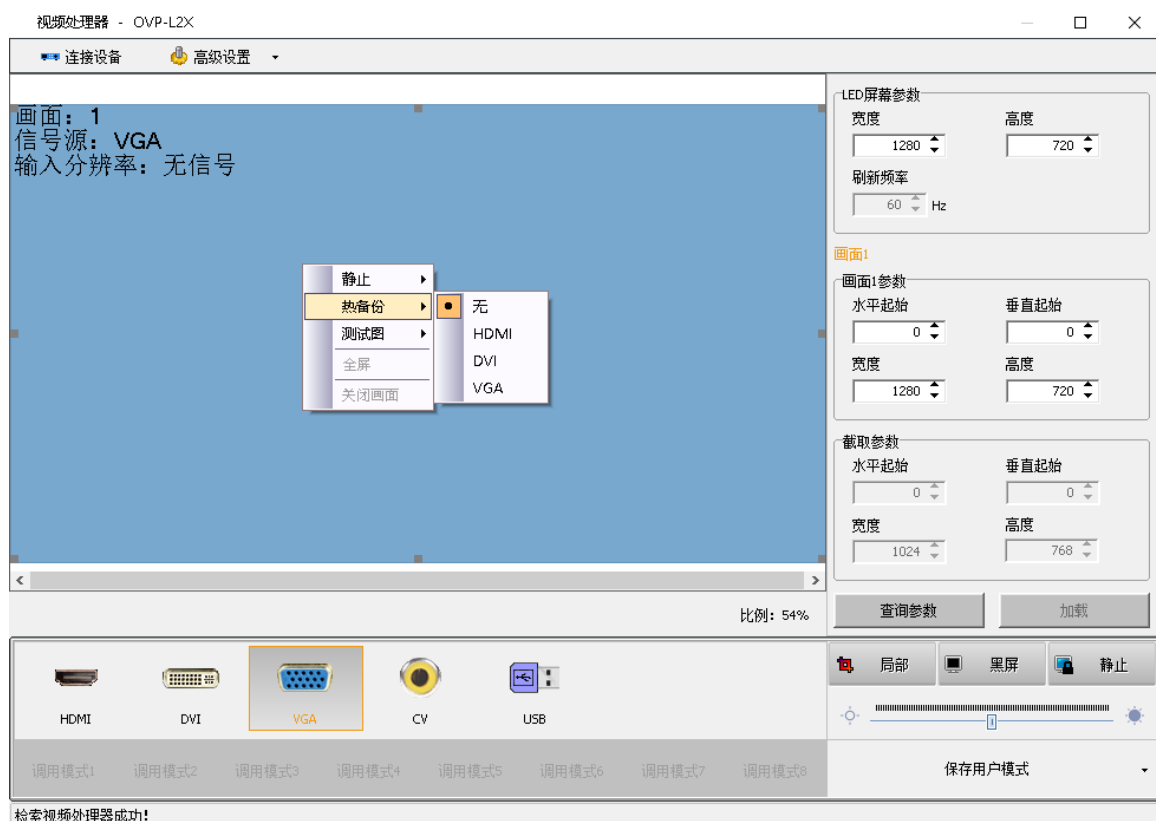 视频处理器 - OVP-L2X
连接设备 高级设置
画面：1
信号源：VGA
输入分辨率：无信号
静止
热备份
测试图
全屏
关闭画面
无
HDMI
DVI
VGA
比例：54%
LED屏幕参数
宽度 高度
1280 720
刷新频率
60 Hz
画面1
画面1参数
水平起始 垂直起始
0 0
宽度 高度
1280 720
截取参数
水平起始 垂直起始
0 0
宽度 高度
1024 768
查询参数 加载
HDMI DVI VGA CV USB
局部 黑屏 静止
调用模式1 调用模式2 调用模式3 调用模式4 调用模式5 调用模式6 调用模式7 调用模式8
保存用户模式
检索视频处理器成功!